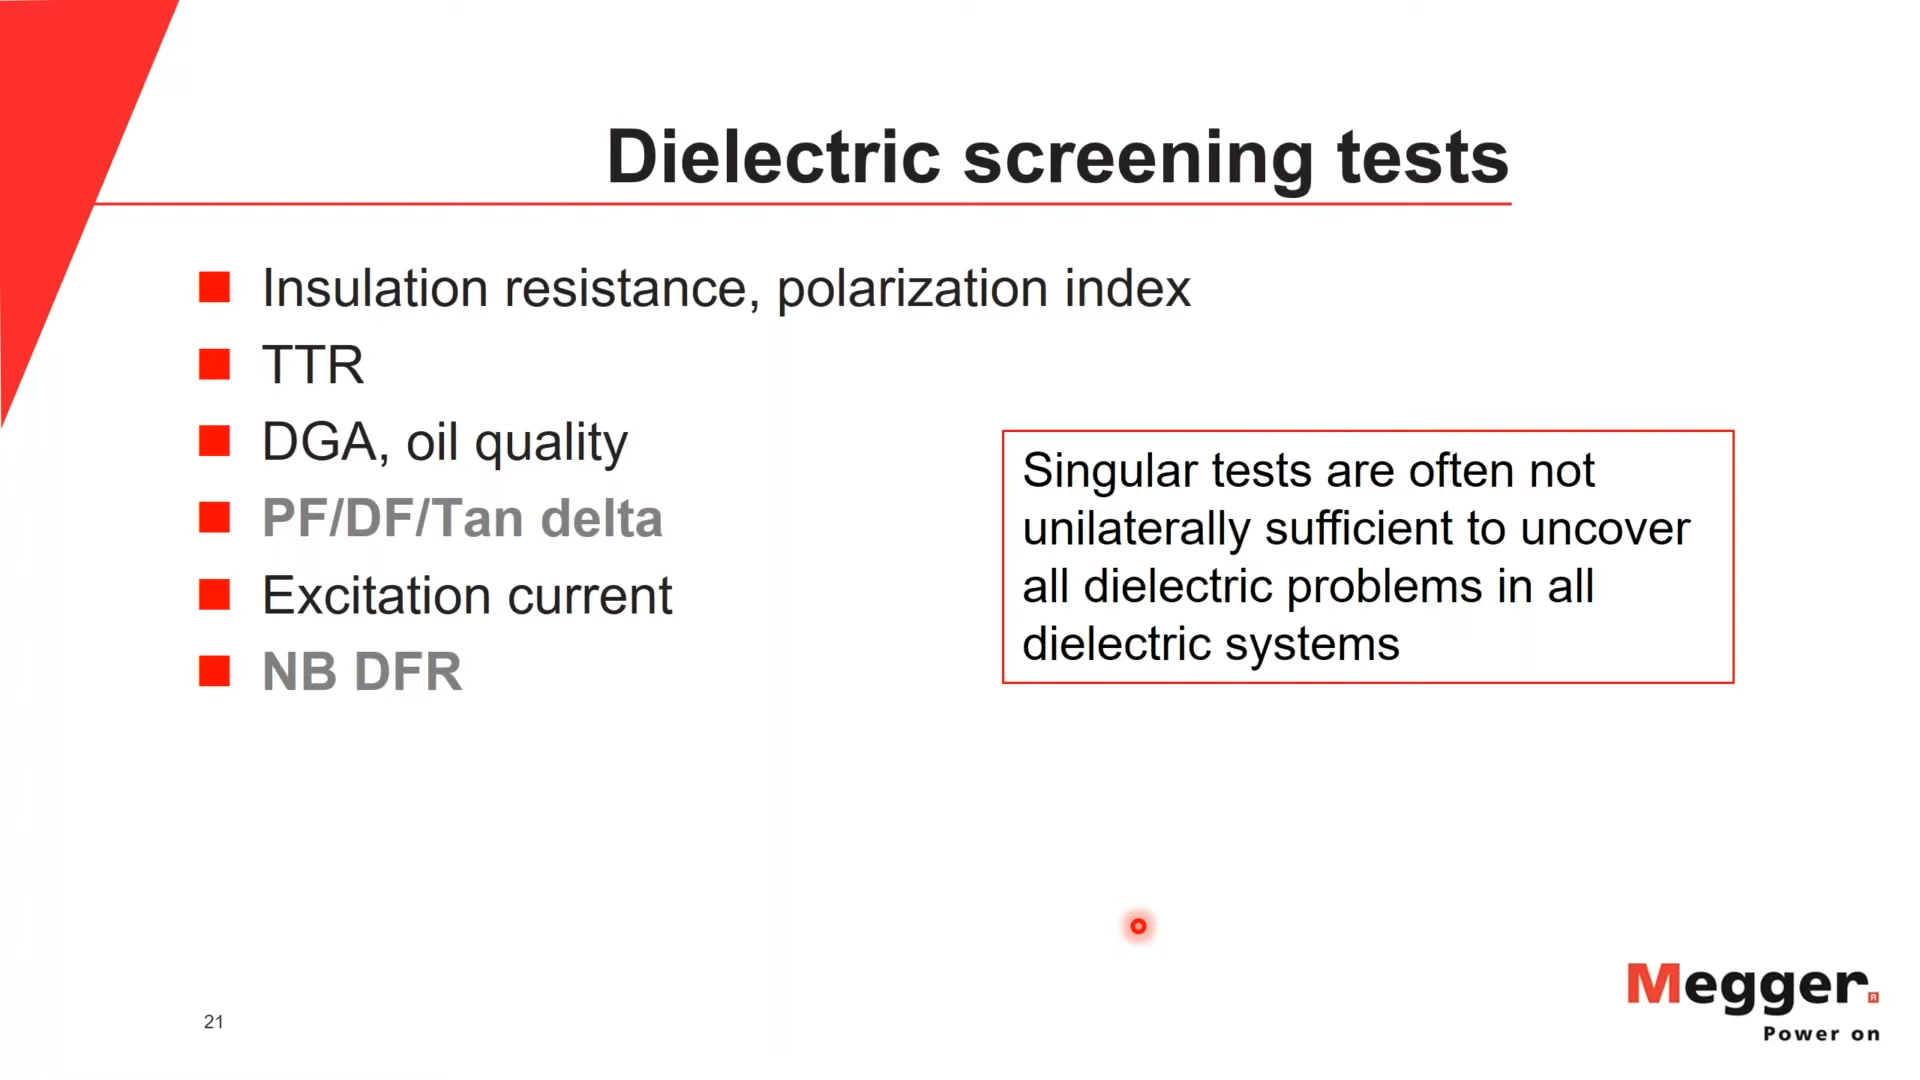 Dielectric screening tests
Insulation resistance, polarization index
TTR
DGA, oil quality
PF/DF/Tan delta
Excitation current
NB DFR
Singular tests are often not
unilaterally sufficient to uncover
all dielectric problems in all
dielectric systems
21
Megger.
Power on